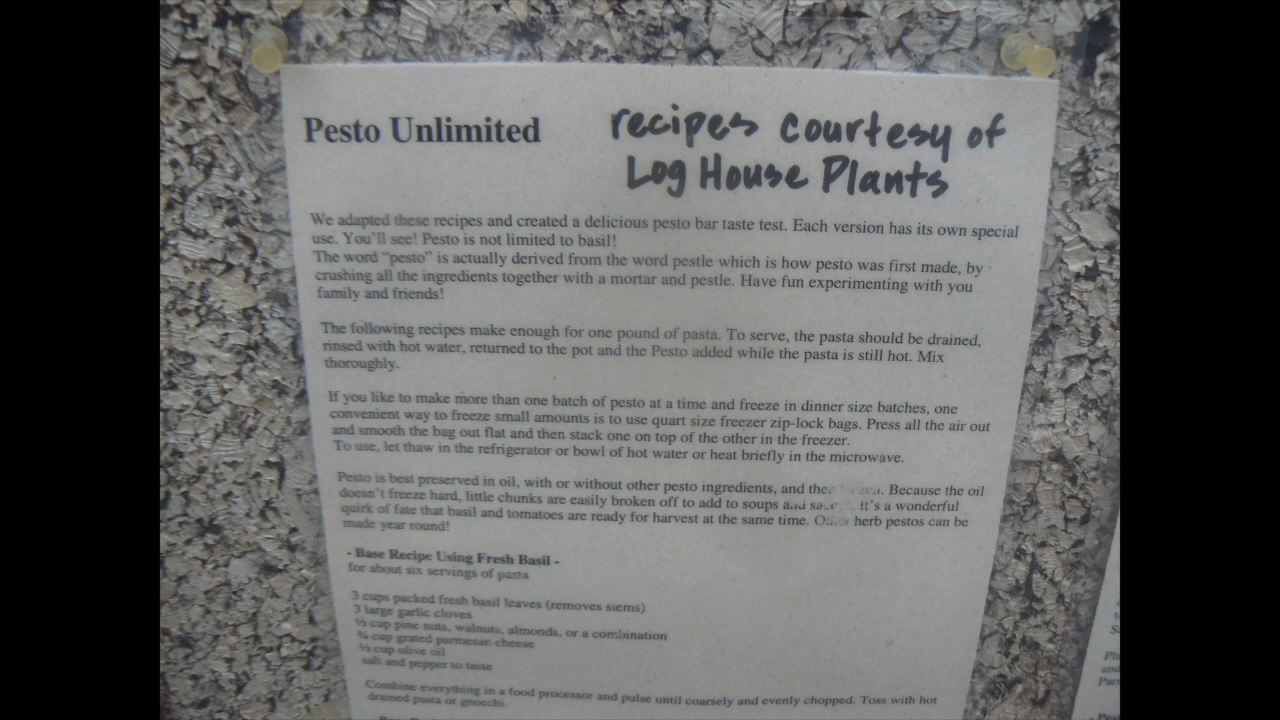 Pesto Unlimited
recipes courtesy of
Log House Plants
We adapted these recipes and created a delicious pesto bar taste test. Each version has its own special
use. You'll see! Pesto is not limited to basil!
The word "pesto" is actually derived from the word pestle which is how pesto was first made, by
crushing all the ingredients together with a mortar and pestle. Have fun experimenting with you
family and friends!
The following recipes make enough for one pound of pasta. To serve, the pasta should be drained,
rinsed with hot water, returned to the pot and the Pesto added while the pasta is still hot. Mix
thoroughly.
If you like to make more than one batch of pesto at a time and freeze in dinner size batches, one
convenient way to freeze small amounts is to use quart size freezer zip-lock bags. Press all the air out
and smooth the bag out flat and then stack one on top of the other in the freezer.
To use, let thaw in the refrigerator or bowl of hot water or heat briefly in the microwave.
Pesto is best preserved in oil, with or without other pesto ingredients, and then frozen. Because the oil
doesn't freeze hard, little chunks are easily broken off to add to soups and It's a wonderful
quirk of fate that basil and tomatoes are ready for harvest at the same time. Other herb pestos can be
made year round!
- Base Recipe Using Fresh Basil -
for about six servings of pasta
3 cups packed fresh basil leaves (removes stems)
3 large garlic cloves
½ cup pine nuts, walnuts, almonds, or a combination
¾ cup grated parmesan cheese
½ cup olive oil
salt and pepper to taste
Combine everything in a food processor and pulse until coarsely and evenly chopped. Toss with hot
drained pasta or gnocchi.